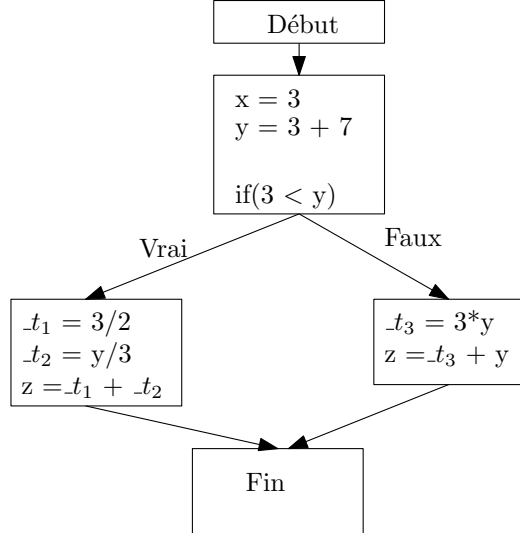 Début
x = 3
y = 3 + 7
if(3 < y)
Vrai
Faux
_t₁ = 3/2
_t₂ = y/3
z =_t₁ + _t₂
_t₃ = 3*y
z =_t₃ + y
Fin